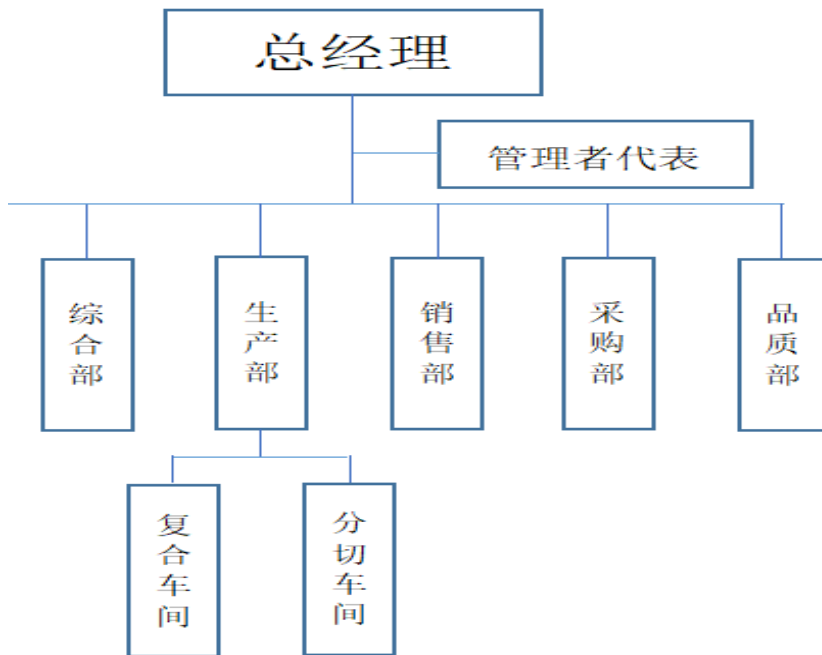 总经理
管理者代表
综合部
生产部
销售部
采购部
品质部
复合车间
分切车间